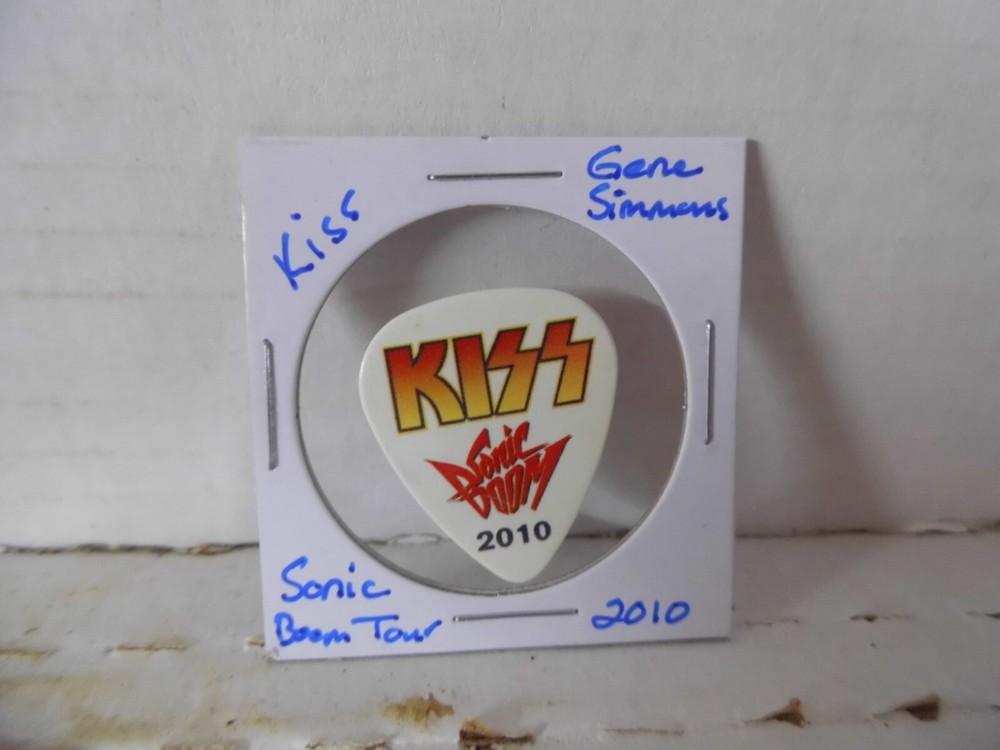 Kiss
Gene
Simmons
KISS
Sonic
BOOM
2010
Sonic
Boom Tour
2010